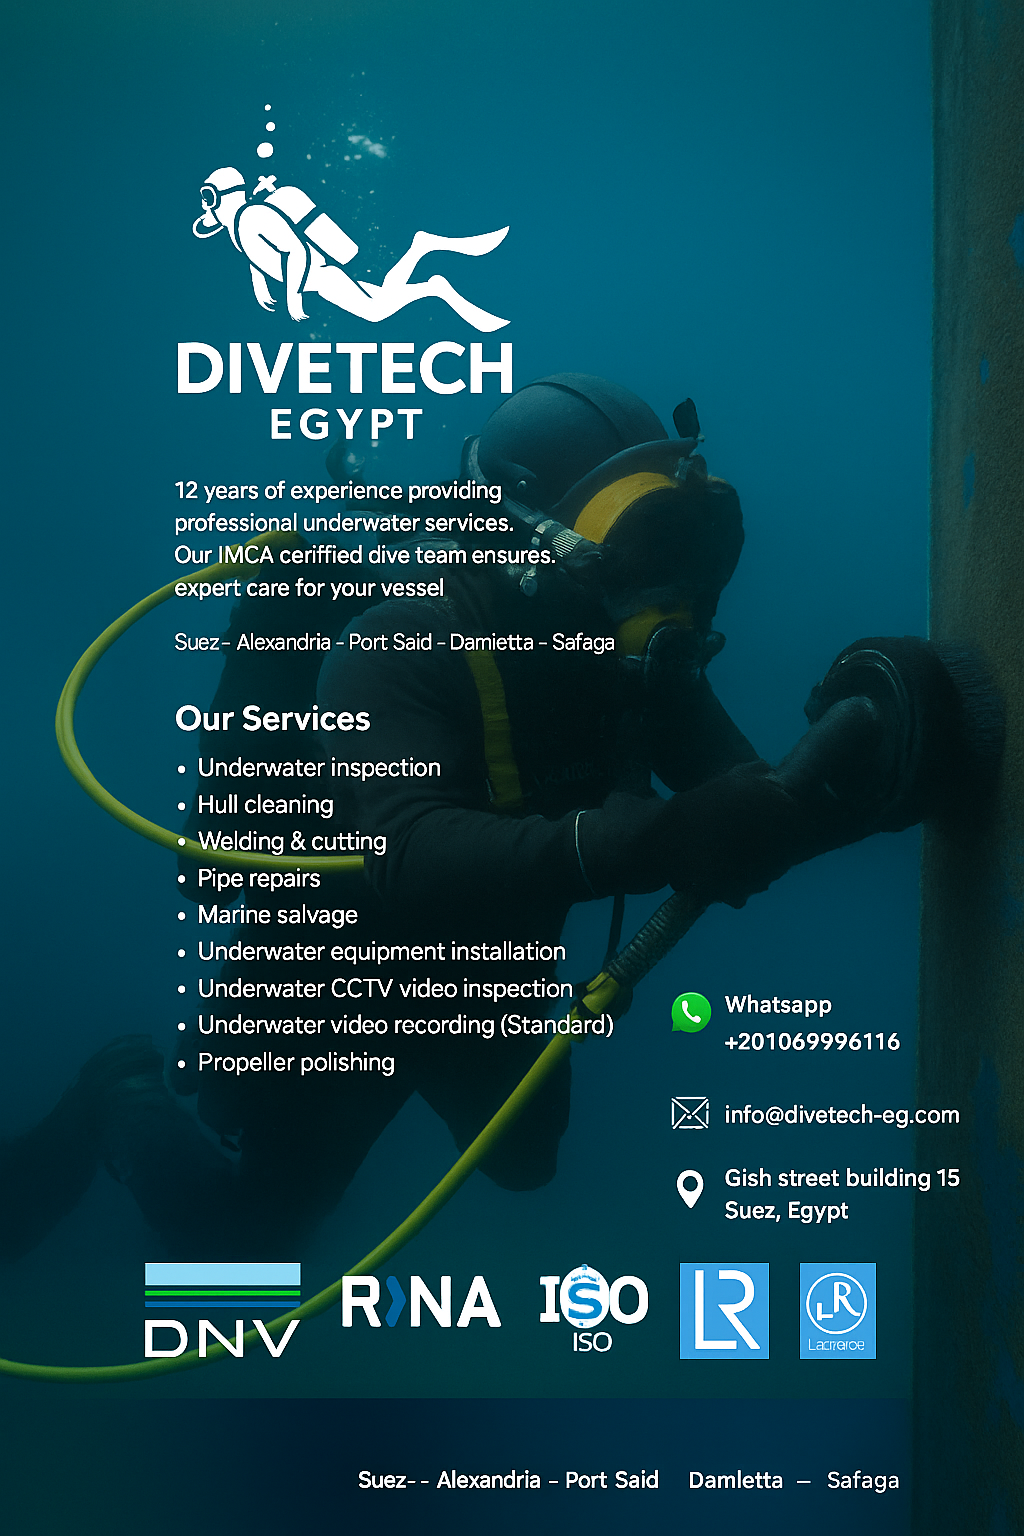 DIVETECH
EGYPT
12 years of experience providing
professional underwater services.
Our IMCA ceriffied dive team ensures.
expert care for your vessel
Suez- Alexandria - Port Said - Damietta - Safaga
Our Services
• Underwater inspection
• Hull cleaning
• Welding & cutting
• Pipe repairs
• Marine salvage
• Underwater equipment installation
• Underwater CCTV video inspection
• Underwater video recording (Standard)
• Propeller polishing
Whatsapp
+201069996116
info@divetech-eg.com
Gish street building 15
Suez, Egypt
DNV
RINA
ISO
ISO
LR
LR
Suez-- Alexandria - Port Said Damletta – Safaga